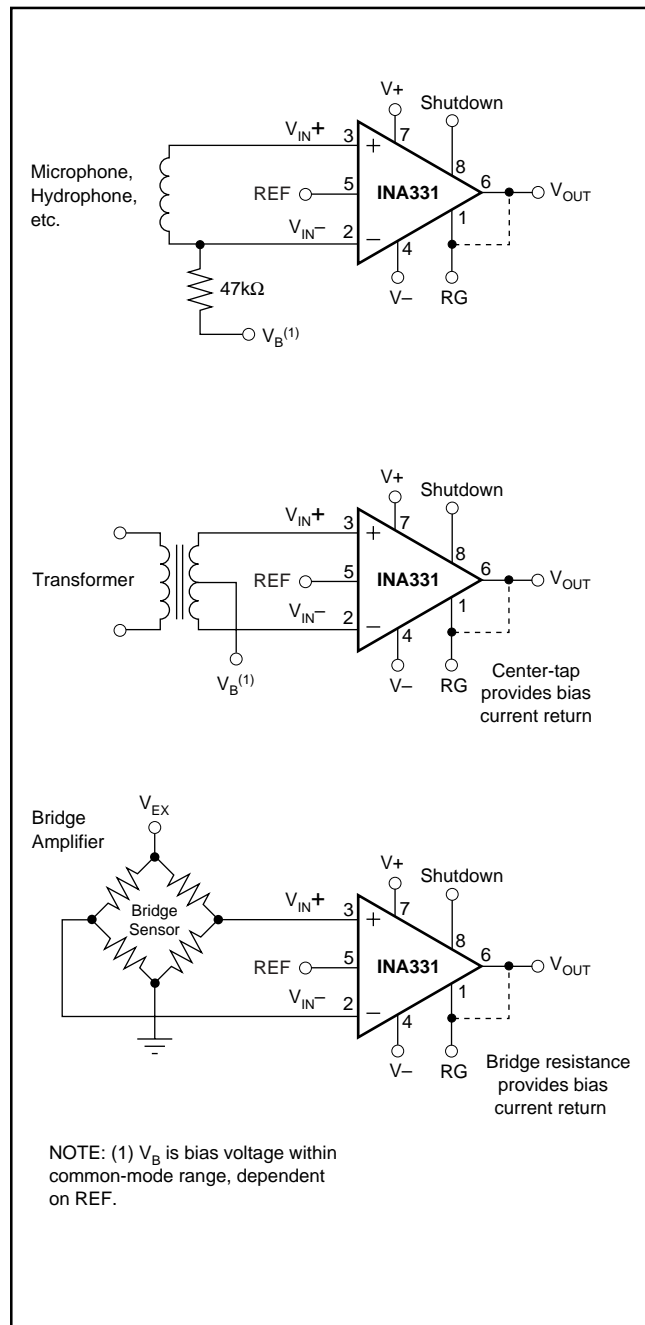 V+
Shutdown
VIN+
3
7
8
Microphone,
Hydrophone,
etc.
+
REF
5
INA331
6
VOUT
1
VIN–
2
–
4
47kΩ
V–
RG
VB(1)
V+
Shutdown
VIN+
3
7
8
+
Transformer
REF
5
INA331
6
VOUT
1
VIN–
2
–
4
VB(1)
V–
RG
Center-tap
provides bias
current return
Bridge
Amplifier
VEX
V+
Shutdown
Bridge
Sensor
VIN+
3
7
8
+
REF
5
INA331
6
VOUT
1
VIN–
2
–
4
V–
RG
Bridge resistance
provides bias
current return
NOTE: (1) VB is bias voltage within
common-mode range, dependent
on REF.